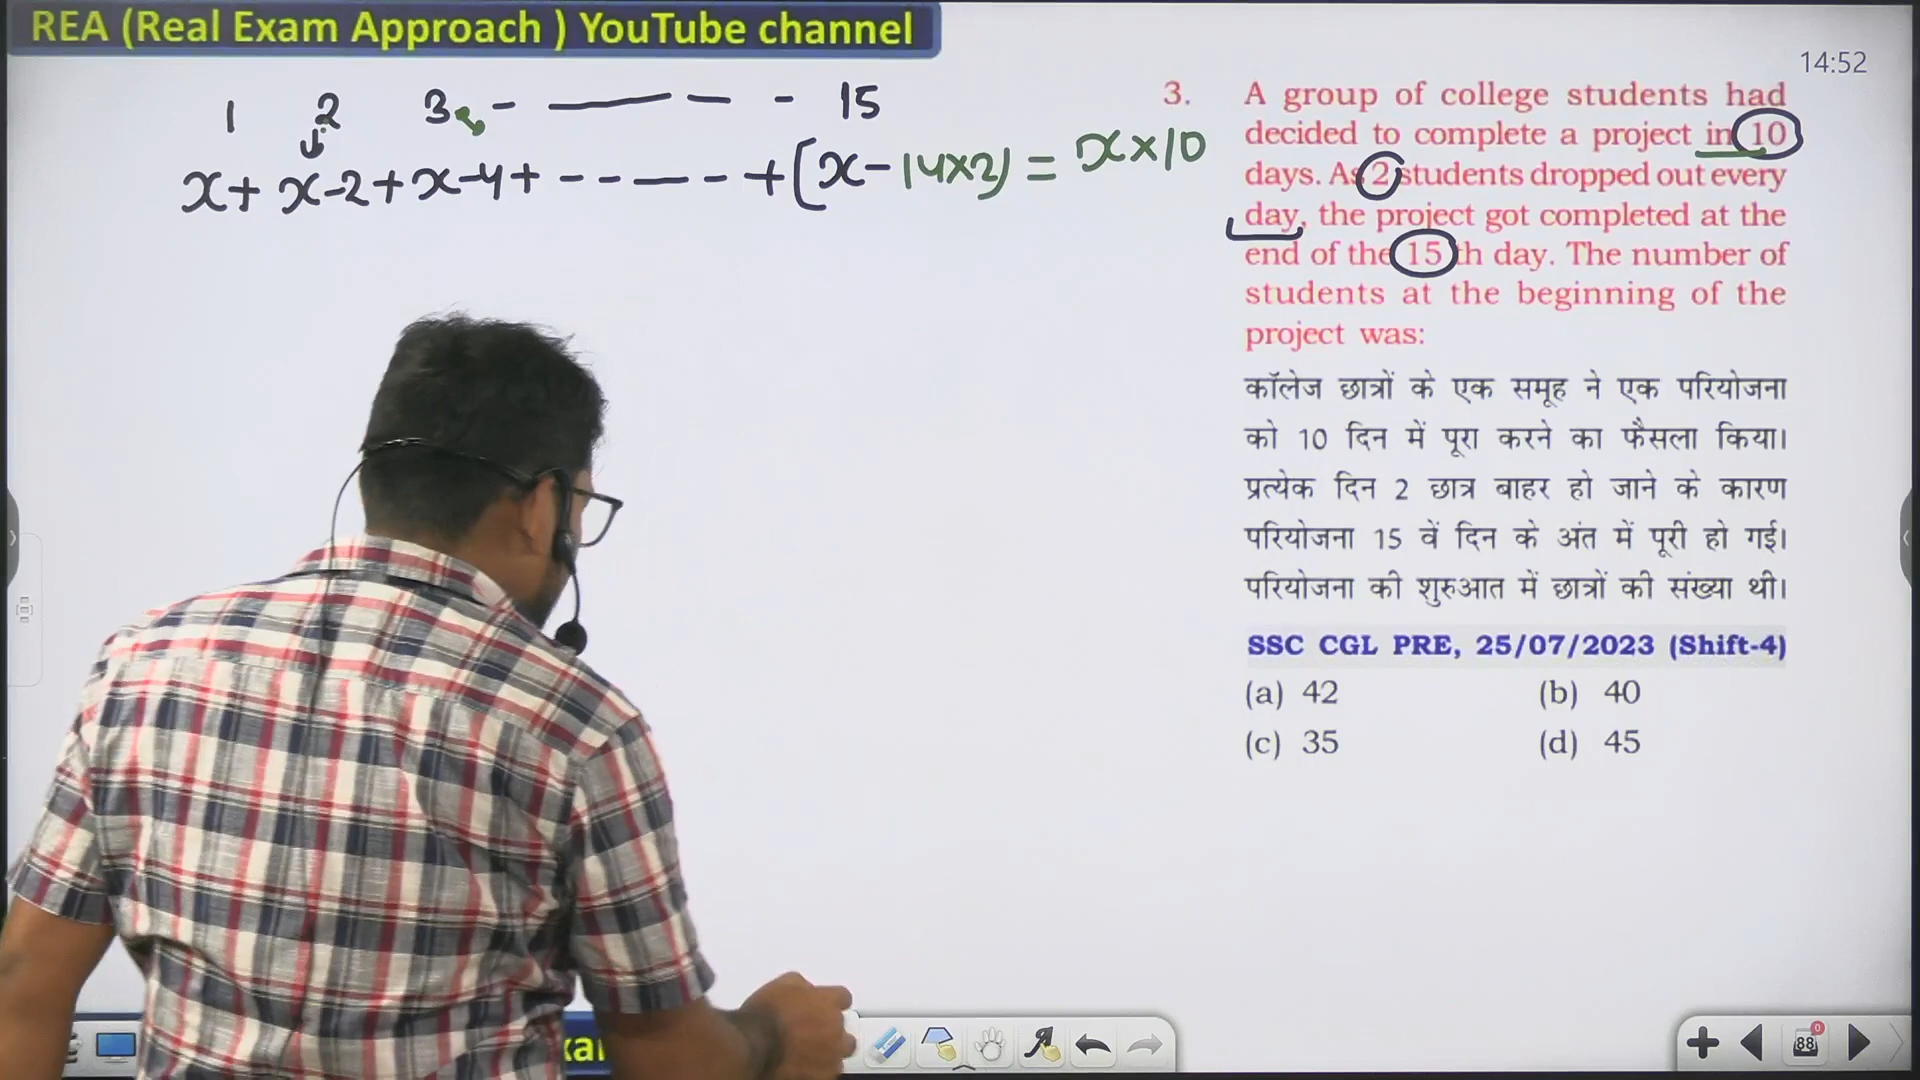 REA (Real Exam Approach ) YouTube channel
14:52
1 2 3 - — - - 15
x + x-2 + x-4 + - - — - - + (x - 14×2) = x×10
3. A group of college students had
decided to complete a project in 10
days. As 2 students dropped out every
day, the project got completed at the
end of the 15th day. The number of
students at the beginning of the
project was:
कॉलेज छात्रों के एक समूह ने एक परियोजना
को 10 दिन में पूरा करने का फैसला किया।
प्रत्येक दिन 2 छात्र बाहर हो जाने के कारण
परियोजना 15 वें दिन के अंत में पूरी हो गई।
परियोजना की शुरुआत में छात्रों की संख्या थी।
SSC CGL PRE, 25/07/2023 (Shift-4)
(a) 42 (b) 40
(c) 35 (d) 45
88
0